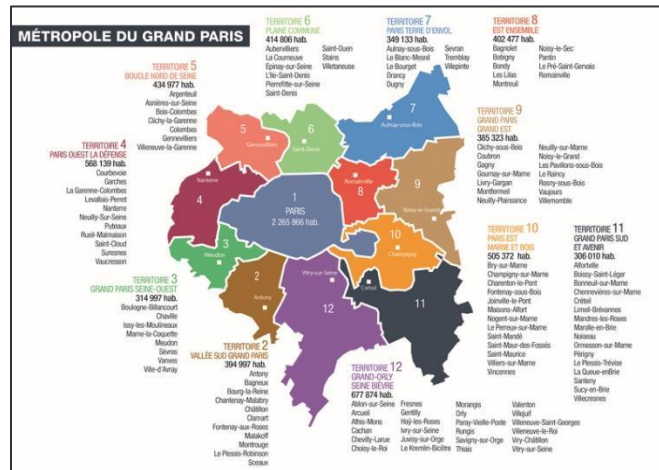 MÉTROPOLE DU GRAND PARIS
TERRITOIRE 6
PLAINE COMMUNE
414 806 hab.
Aubervilliers
La Courneuve
Epinay-sur-Seine
L'Ile-Saint-Denis
Pierrefitte-sur-Seine
Saint-Denis
Saint-Ouen
Stains
Villetaneuse
TERRITOIRE 7
PARIS TERRE D'ENVOL
349 133 hab.
Aulnay-sous-Bois
Le Blanc-Mesnil
Le Bourget
Drancy
Dugny
Sevran
Tremblay
Villepinte
TERRITOIRE 8
EST ENSEMBLE
402 477 hab.
Bagnolet
Bobigny
Bondy
Les Lilas
Montreuil
Noisy-le-Sec
Pantin
Le Pré-Saint-Gervais
Romainville
TERRITOIRE 5
BOUCLE NORD DE SEINE
434 977 hab.
Argenteuil
Asnières-sur-Seine
Bois-Colombes
Clichy-la-Garenne
Colombes
Gennevilliers
Villeneuve-la-Garenne
TERRITOIRE 4
PARIS OUEST LA DÉFENSE
568 139 hab.
Courbevoie
Garches
La Garenne-Colombes
Levallois-Perret
Nanterre
Neuilly-Sur-Seine
Puteaux
Rueil-Malmaison
Saint-Cloud
Suresnes
Vaucresson
TERRITOIRE 9
GRAND PARIS
GRAND EST
385 323 hab.
Clichy-sous-Bois
Coubron
Gagny
Gournay-sur-Marne
Livry-Gargan
Montfermeil
Neuilly-Plaisance
Neuilly-sur-Marne
Noisy-le-Grand
Les Pavillons-sous-Bois
Le Raincy
Rosny-sous-Bois
Vaujours
Villemomble
5
Gennevilliers
6
Saint-Denis
7
Aulnay-sous-Bois
4
Nanterre
1
PARIS
2 265 886 hab.
Romainville
8
9
Noisy-le-Grand
10
Champigny
3
Meudon
2
Antony
Vitry-sur-Seine
12
Créteil
11
TERRITOIRE 3
GRAND PARIS SEINE-OUEST
314 997 hab.
Boulogne-Billancourt
Chaville
Issy-les-Moulineaux
Marne-la-Coquette
Meudon
Sèvres
Vanves
Ville-d'Avray
TERRITOIRE 10
PARIS EST
MARNE ET BOIS
505 372 hab.
Bry-sur-Marne
Champigny-sur-Marne
Charenton-le-Pont
Fontenay-sous-Bois
Joinville-le-Pont
Maisons-Alfort
Nogent-sur-Marne
Le Perreux-sur-Marne
Saint-Mandé
Saint-Maur-des-Fossés
Saint-Maurice
Villiers-sur-Marne
Vincennes
TERRITOIRE 11
GRAND PARIS SUD
ET AVENIR
306 010 hab.
Alfortville
Boissy-Saint-Léger
Bonneuil-sur-Marne
Chennevières-sur-Marne
Créteil
Limeil-Brévannes
Mandres-les-Roses
Marolle-en-Brie
Noiseau
Ormesson-sur-Marne
Périgny
Le Plessis-Trévise
La Queue-enBrie
Santeny
Sucy-en-Brie
Villecresnes
TERRITOIRE 2
VALLÉE SUD GRAND PARIS
394 997 hab.
Antony
Bagneux
Bourg-la-Reine
Chantenay-Malabry
Châtillon
Clamart
Fontenay-aux-Roses
Malakoff
Montrouge
Le Plessis-Robinson
Sceaux
TERRITOIRE 12
GRAND-ORLY
SEINE BIÈVRE
677 874 hab.
Ablon-sur-Seine
Arcueil
Athis-Mons
Cachan
Chevilly-Larue
Choisy-le-Roi
Fresnes
Gentilly
Haÿ-les-Roses
Ivry-sur-Seine
Juvisy-sur-Orge
Le Kremlin-Bicêtre
Morangis
Orly
Paray-Vieille-Poste
Rungis
Savigny-sur-Orge
Thiais
Valenton
Villejuif
Villeneuve-Saint-Georges
Villeneuve-le-Roi
Viry-Châtillon
Vitry-sur-Seine